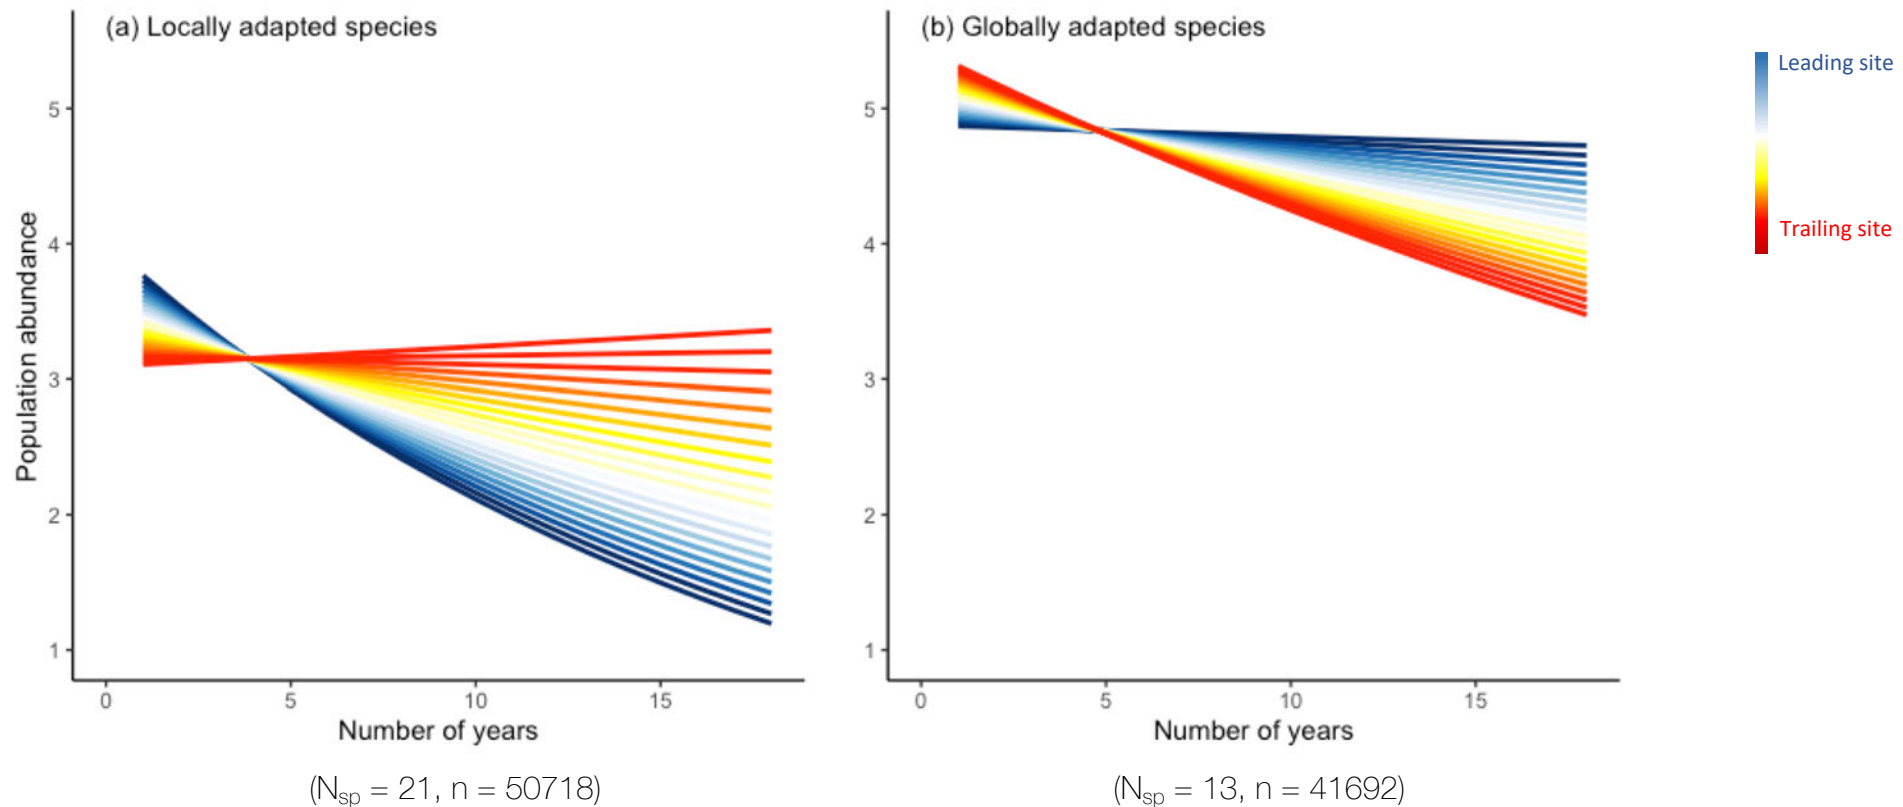 (a) Locally adapted species
(b) Globally adapted species
Leading site
Trailing site
Population abundance
5
4
3
2
1
0
5
10
15
Number of years
5
4
3
2
1
0
5
10
15
Number of years
(Nsp = 21, n = 50718)
(Nsp = 13, n = 41692)